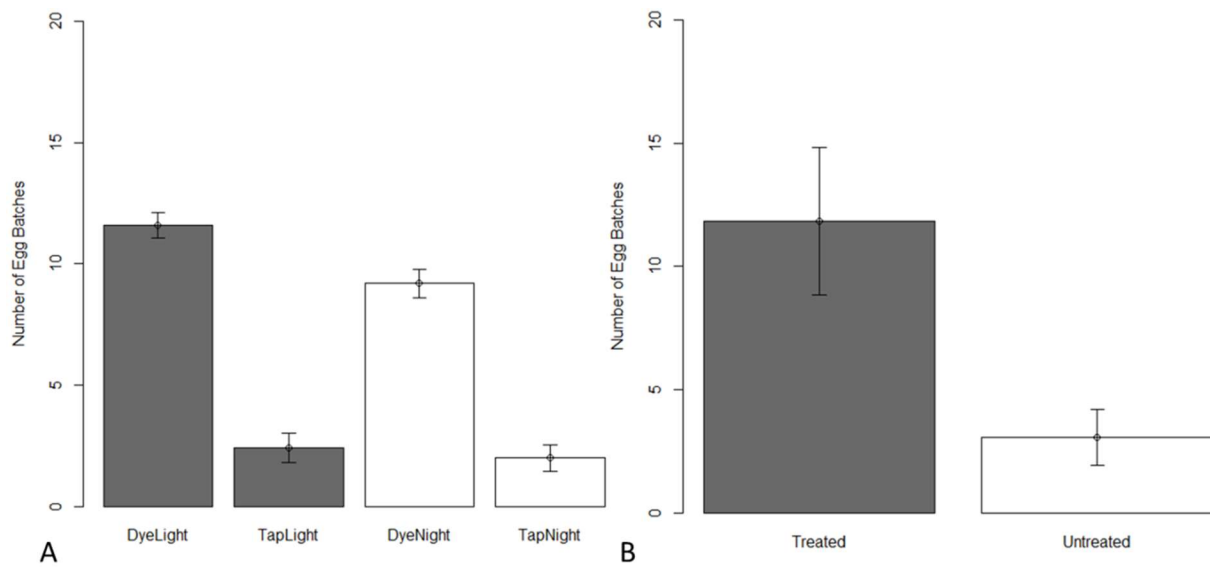 Number of Egg Batches
20
15
10
5
0
DyeLight TapLight DyeNight TapNight
A
Number of Egg Batches
20
15
10
5
0
Treated Untreated
B